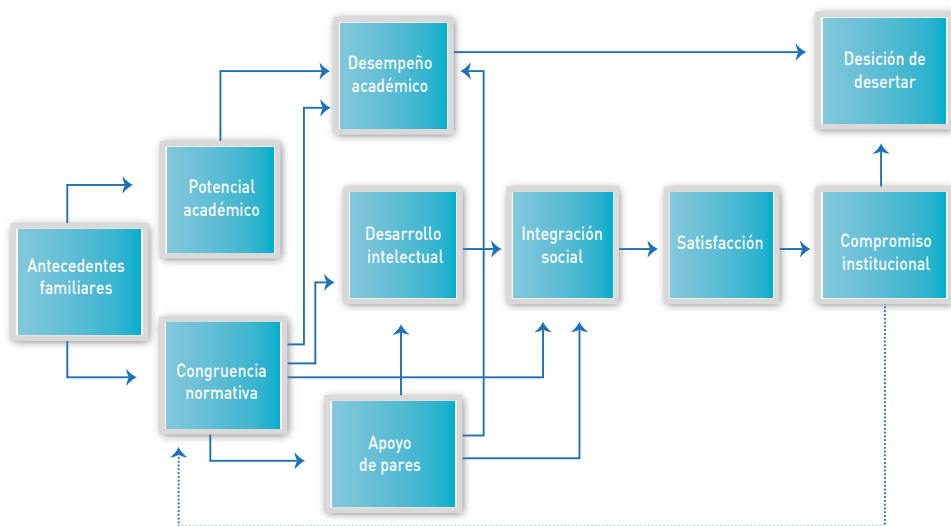 Desempeño
académico
Desición de
desertar
Potencial
académico
Desarrollo
intelectual
Integración
social
Satisfacción
Compromiso
institucional
Antecedentes
familiares
Congruencia
normativa
Apoyo
de pares